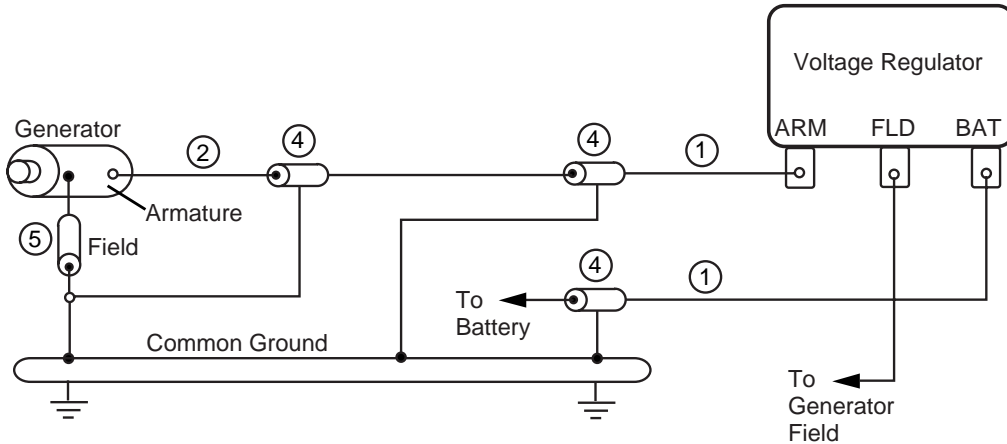 Voltage Regulator
ARM FLD BAT
Generator
2
4
4
1
Armature
5
Field
4
1
To
Battery
Common Ground
To
Generator
Field